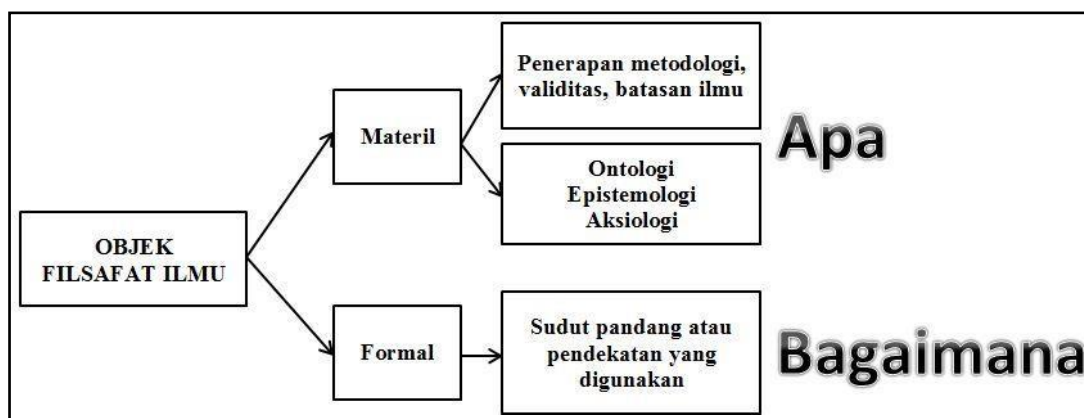 OBJEK
FILSAFAT ILMU
Materil
Penerapan metodologi,
validitas, batasan ilmu
Ontologi
Epistemologi
Aksiologi
Apa
Formal
Sudut pandang atau
pendekatan yang
digunakan
Bagaimana